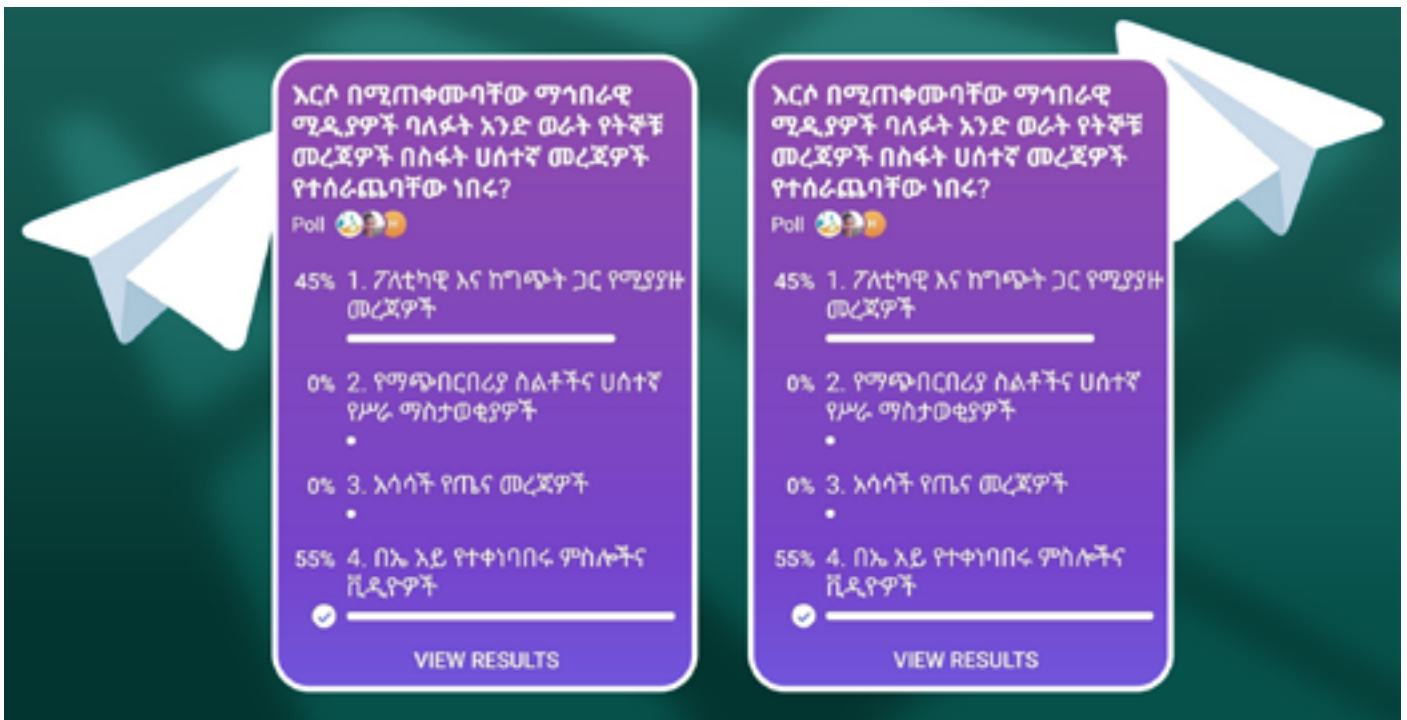 እርሶ በሚጠቀሙባቸው ማኅበራዊ
ሚዲያዎች ባለፉት አንድ ወራት የትኞቹ
መረጃዎች በስፋት ሀሰተኛ መረጃዎች
የተሰራጨባቸው ነበሩ?
Poll H
45% 1. ፖለቲካዊ እና ከግጭት ጋር የሚያያዙ
መረጃዎች
0% 2. የማጭበርበሪያ ስልቶችና ሀሰተኛ
የሥራ ማስታወቂያዎች
0% 3. አሳሳች የጤና መረጃዎች
55% 4. በኤ አይ የተቀነባበሩ ምስሎችና
ቪዲዮዎች
VIEW RESULTS
እርሶ በሚጠቀሙባቸው ማኅበራዊ
ሚዲያዎች ባለፉት አንድ ወራት የትኞቹ
መረጃዎች በስፋት ሀሰተኛ መረጃዎች
የተሰራጨባቸው ነበሩ?
Poll H
45% 1. ፖለቲካዊ እና ከግጭት ጋር የሚያያዙ
መረጃዎች
0% 2. የማጭበርበሪያ ስልቶችና ሀሰተኛ
የሥራ ማስታወቂያዎች
0% 3. አሳሳች የጤና መረጃዎች
55% 4. በኤ አይ የተቀነባበሩ ምስሎችና
ቪዲዮዎች
VIEW RESULTS